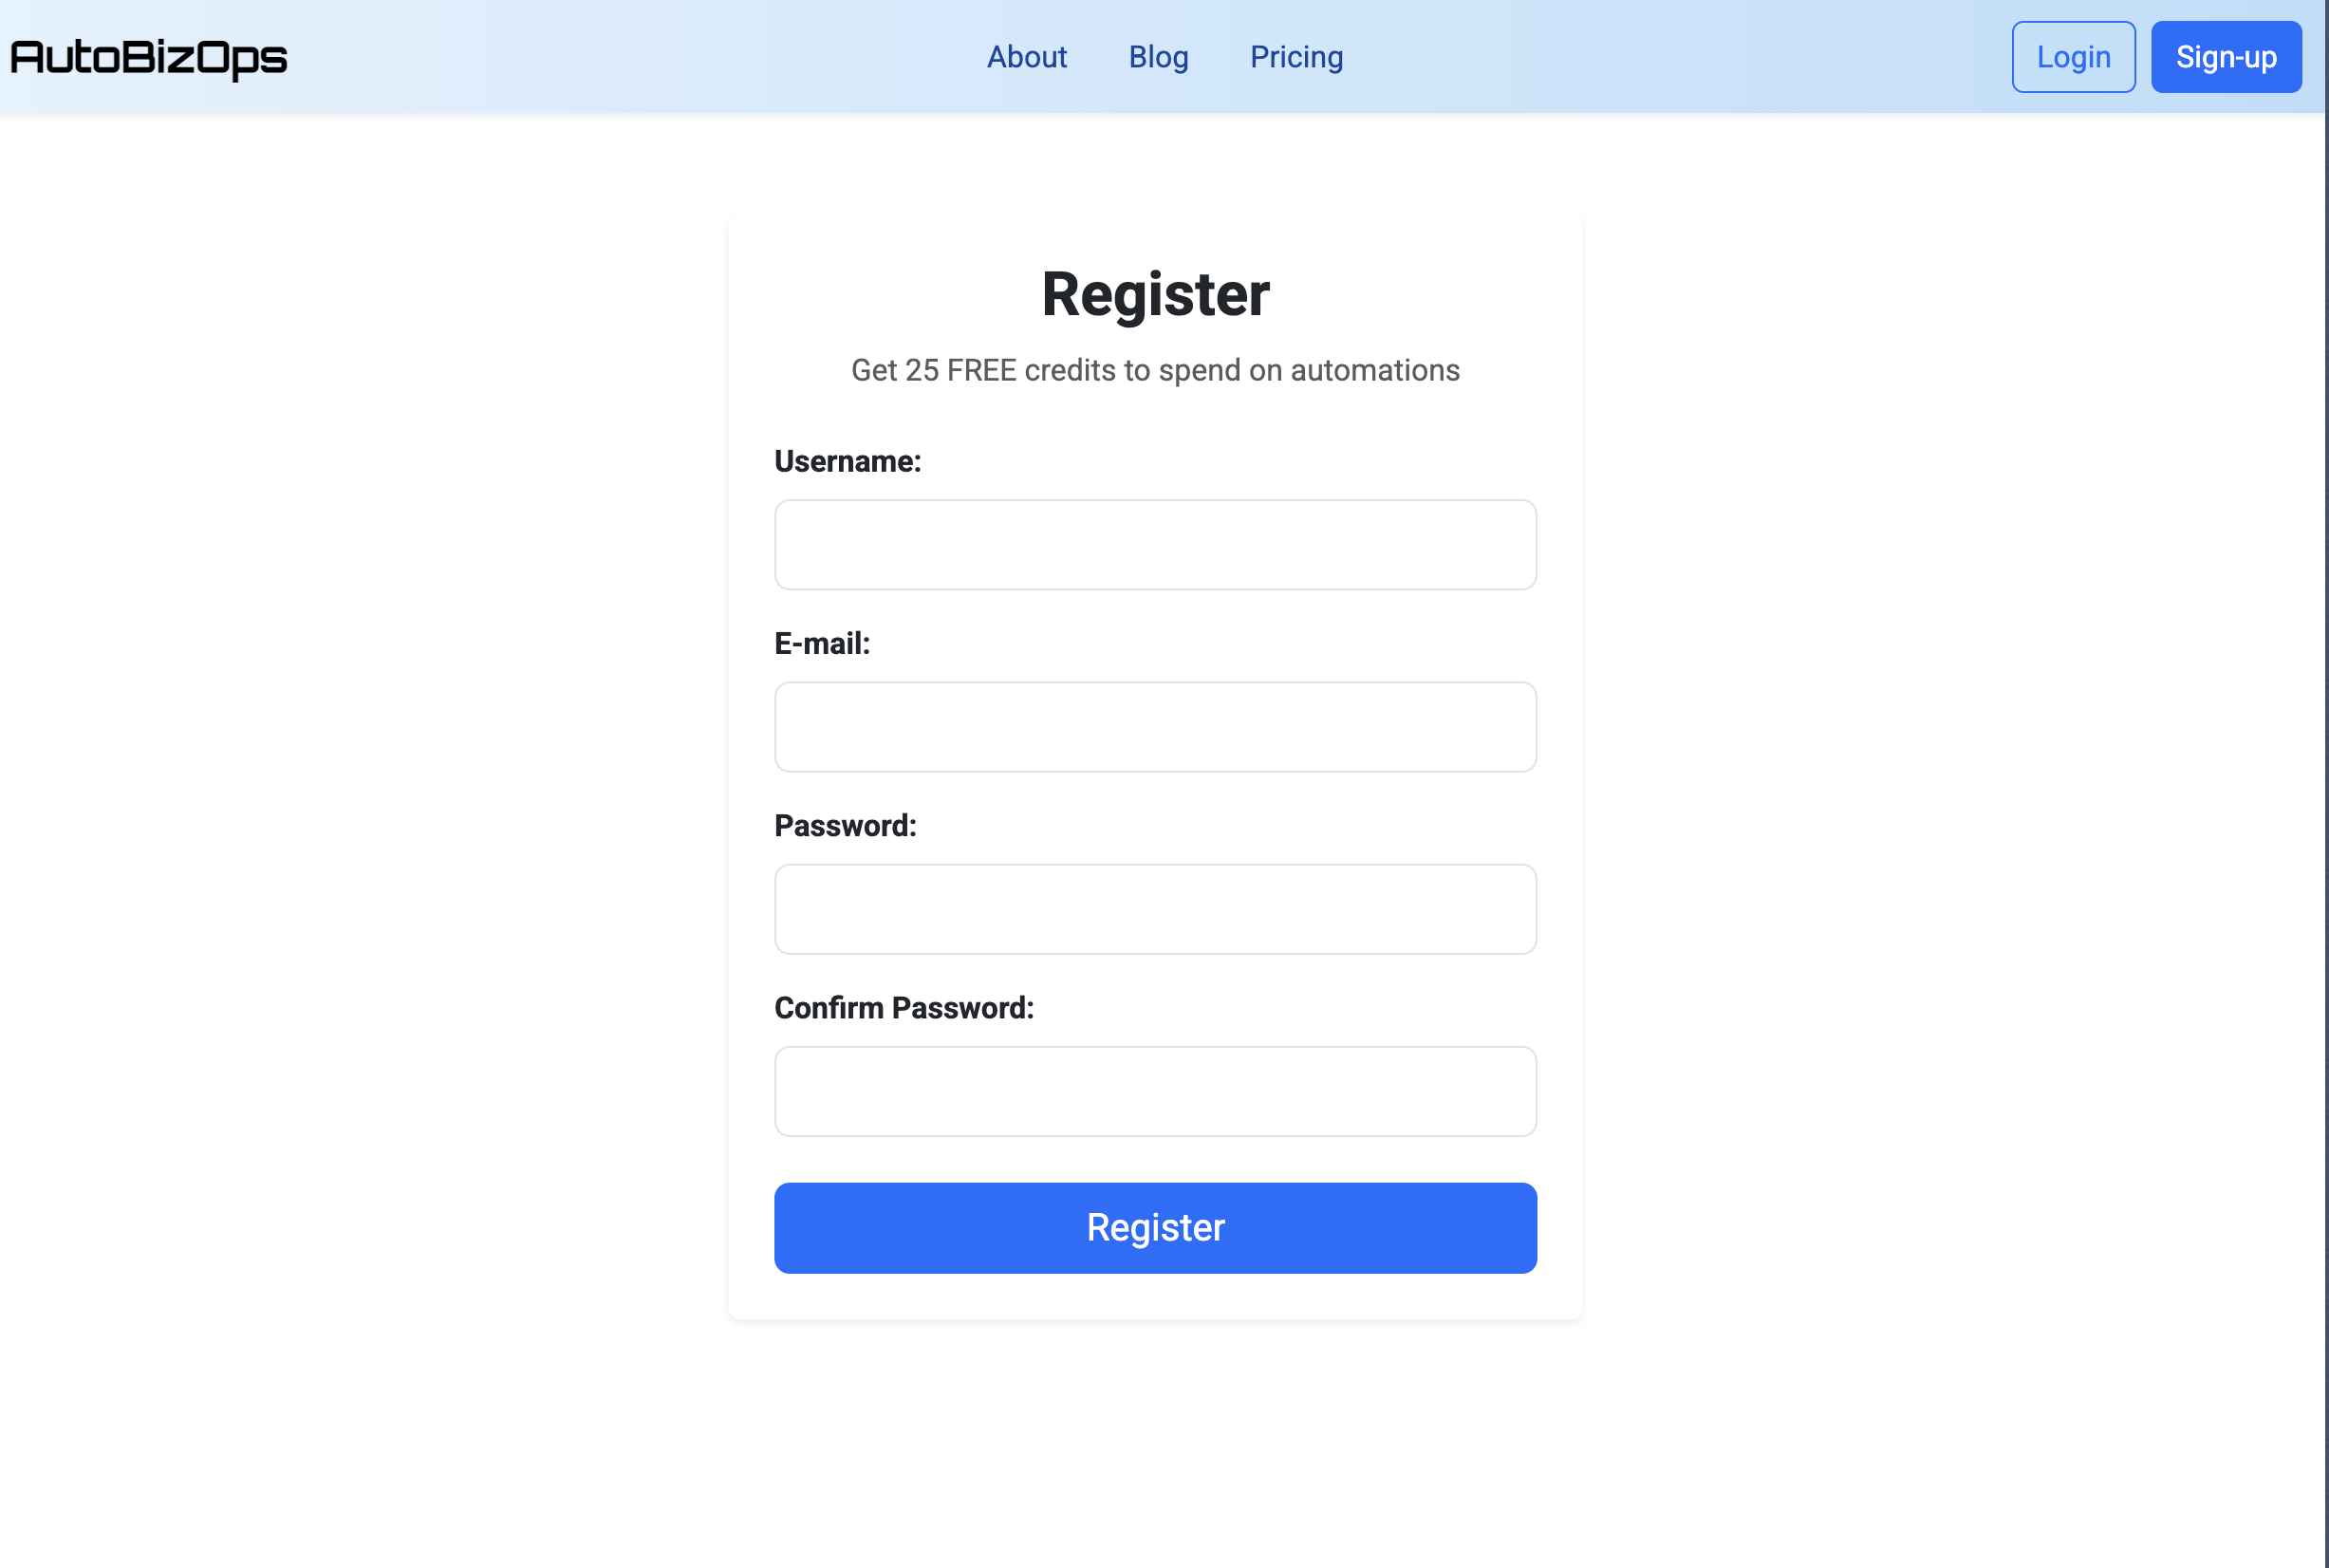 AutoBizOps
About Blog Pricing
Login Sign-up
Register
Get 25 FREE credits to spend on automations
Username:
E-mail:
Password:
Confirm Password:
Register